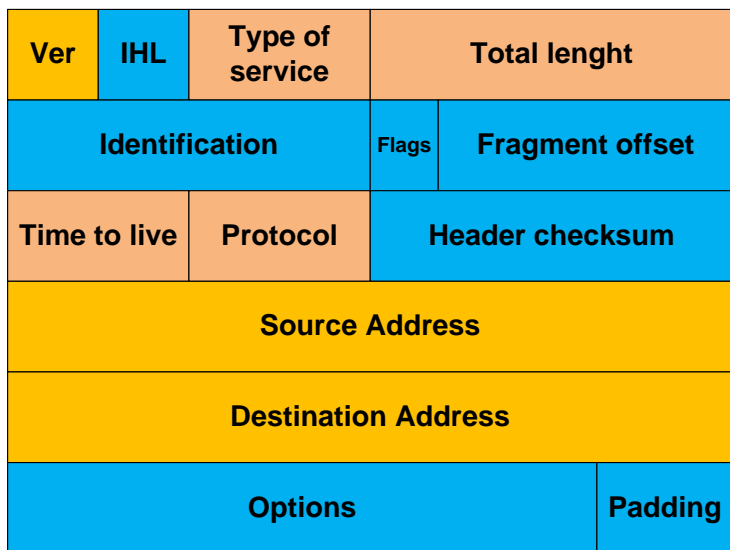 Ver IHL Type of service Total lenght
Identification Flags Fragment offset
Time to live Protocol Header checksum
Source Address
Destination Address
Options Padding